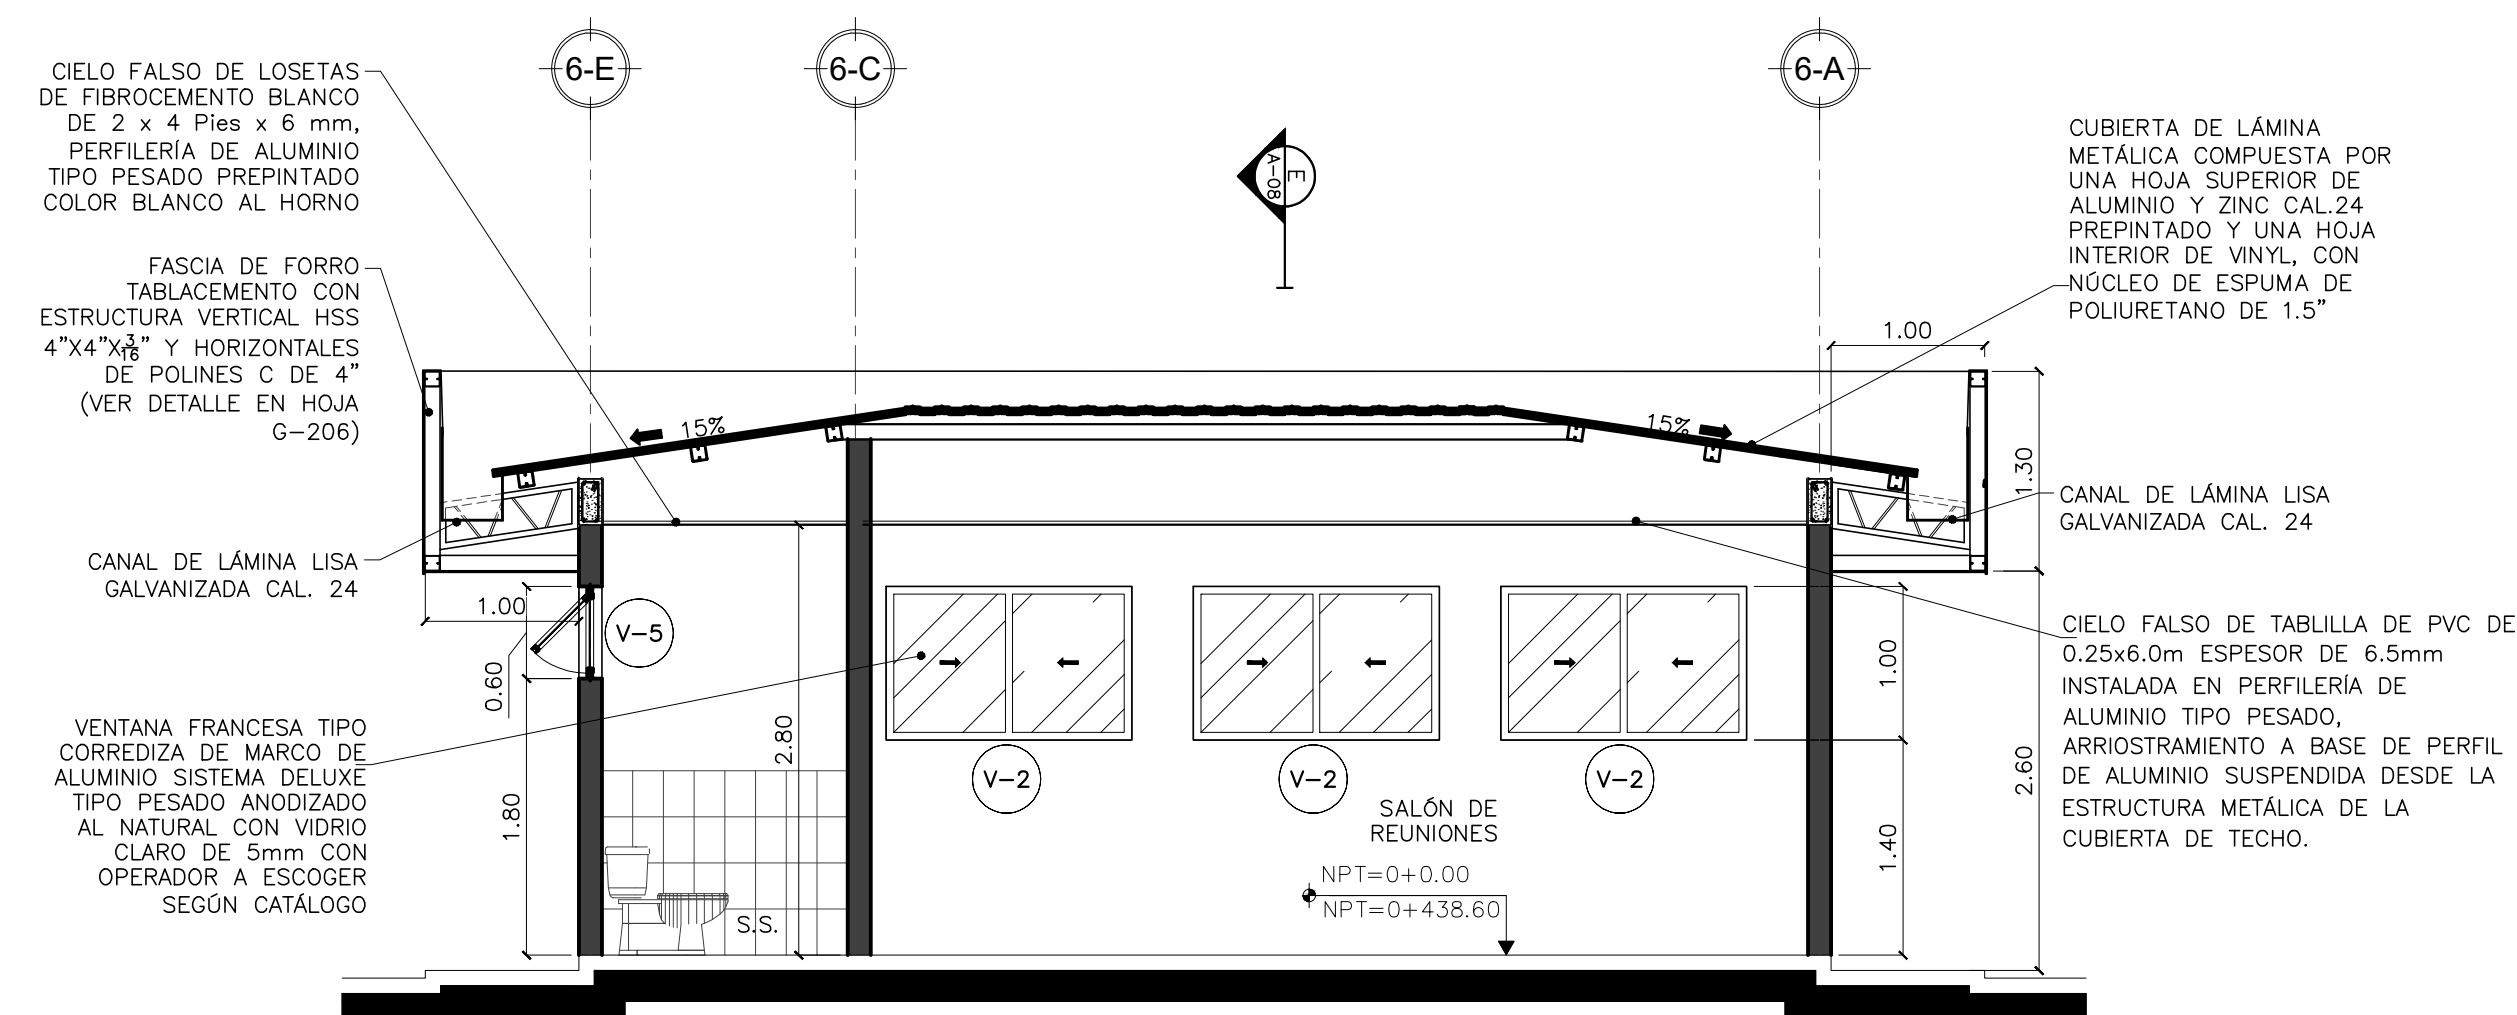 6-E
6-C
6-A
CIELO FALSO DE LOSETAS
DE FIBROCEMENTO BLANCO
DE 2 x 4 Pies x 6 mm,
PERFILERÍA DE ALUMINIO
TIPO PESADO PREPINTADO
COLOR BLANCO AL HORNO
FASCIA DE FORRO
TABLACEMENTO CON
ESTRUCTURA VERTICAL HSS
4”X4”X3/16” Y HORIZONTALES
DE POLINES C DE 4”
(VER DETALLE EN HOJA
G-206)
CANAL DE LÁMINA LISA
GALVANIZADA CAL. 24
VENTANA FRANCESA TIPO
CORREDIZA DE MARCO DE
ALUMINIO SISTEMA DELUXE
TIPO PESADO ANODIZADO
AL NATURAL CON VIDRIO
CLARO DE 5mm CON
OPERADOR A ESCOGER
SEGÚN CATÁLOGO
E
A-08
15%
15%
1.00
0.60
1.80
V-5
2.80
S.S.
V-2
V-2
V-2
SALÓN DE
REUNIONES
NPT=0+0.00
NPT=0+438.60
1.00
1.30
1.00
1.40
2.60
CUBIERTA DE LÁMINA
METÁLICA COMPUESTA POR
UNA HOJA SUPERIOR DE
ALUMINIO Y ZINC CAL.24
PREPINTADO Y UNA HOJA
INTERIOR DE VINYL, CON
NÚCLEO DE ESPUMA DE
POLIURETANO DE 1.5”
CANAL DE LÁMINA LISA
GALVANIZADA CAL. 24
CIELO FALSO DE TABLILLA DE PVC DE
0.25x6.0m ESPESOR DE 6.5mm
INSTALADA EN PERFILERÍA DE
ALUMINIO TIPO PESADO,
ARRIOSTRAMIENTO A BASE DE PERFIL
DE ALUMINIO SUSPENDIDA DESDE LA
ESTRUCTURA METÁLICA DE LA
CUBIERTA DE TECHO.